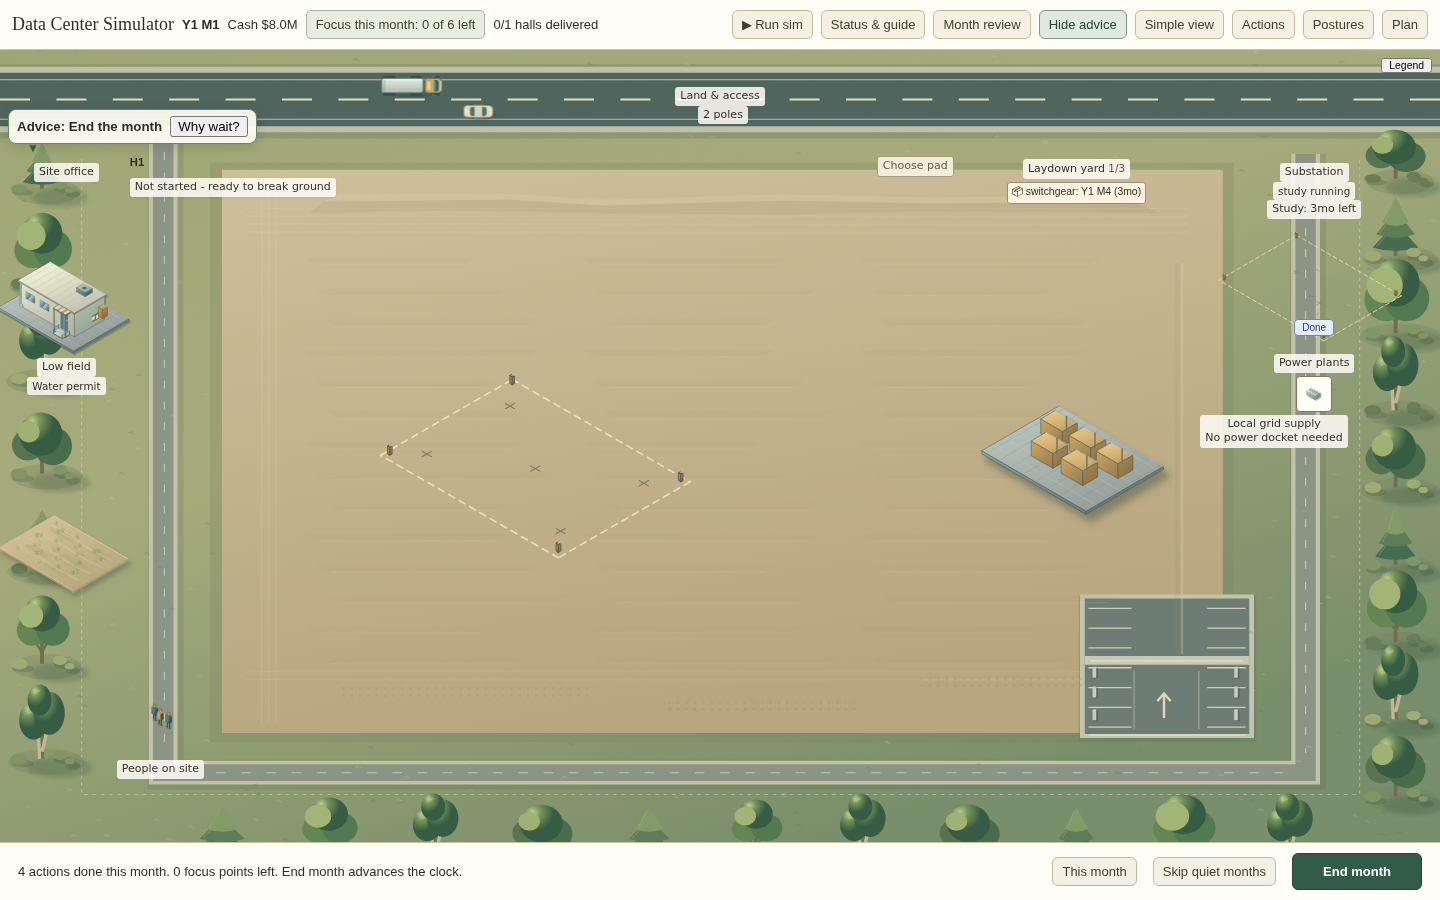 Data Center Simulator Y1 M1 Cash $8.0M Focus this month: 0 of 6 left 0/1 halls delivered ▶ Run sim Status & guide Month review Hide advice Simple view Actions Postures Plan
Legend
Land & access
2 poles
Advice: End the month Why wait?
H1
Site office
Not started - ready to break ground
Choose pad
Laydown yard 1/3
switchgear: Y1 M4 (3mo)
Substation
study running
Study: 3mo left
Done
Low field
Water permit
Power plants
Local grid supply
No power docket needed
People on site
4 actions done this month. 0 focus points left. End month advances the clock. This month Skip quiet months End month